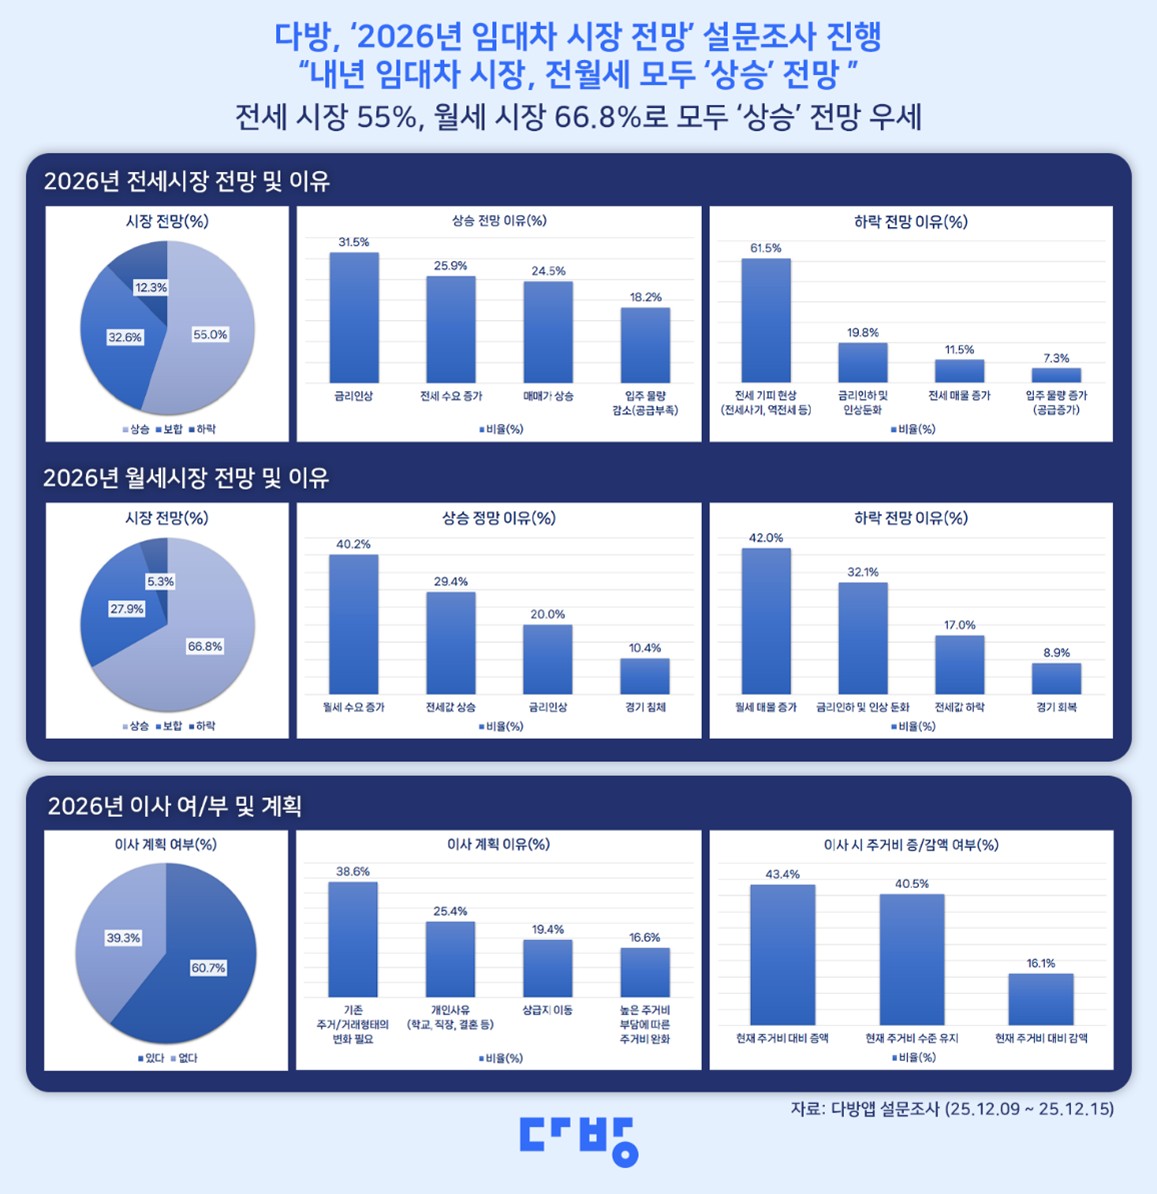 다방, ‘2026년 임대차 시장 전망’ 설문조사 진행
“내년 임대차 시장, 전월세 모두 ‘상승’ 전망 ”
전세 시장 55%, 월세 시장 66.8%로 모두 ‘상승’ 전망 우세
2026년 전세시장 전망 및 이유
시장 전망(%)
12.3%
32.6%
55.0%
상승 보합 하락
상승 전망 이유(%)
31.5%
25.9%
24.5%
18.2%
금리인상
전세 수요 증가
매매가 상승
입주 물량
감소(공급부족)
비율(%)
하락 전망 이유(%)
61.5%
19.8%
11.5%
7.3%
전세 기피 현상
(전세사기, 역전세 등)
금리인하 및
인상둔화
전세 매물 증가
입주 물량 증가
(공급증가)
비율(%)
2026년 월세시장 전망 및 이유
시장 전망(%)
5.3%
27.9%
66.8%
상승 보합 하락
상승 정망 이유(%)
40.2%
29.4%
20.0%
10.4%
월세 수요 증가
전세값 상승
금리인상
경기 침체
비율(%)
하락 전망 이유(%)
42.0%
32.1%
17.0%
8.9%
월세 매물 증가
금리인하 및 인상 둔화
전세값 하락
경기 회복
비율(%)
2026년 이사 여/부 및 계획
이사 계획 여부(%)
39.3%
60.7%
있다 없다
이사 계획 이유(%)
38.6%
25.4%
19.4%
16.6%
기존
주거/거래형태의
변화 필요
개인사유
(학교, 직장, 결혼 등)
상급지 이동
높은 주거비
부담에 따른
주거비 완화
비율(%)
이사 시 주거비 증/감액 여부(%)
43.4%
40.5%
16.1%
현재 주거비 대비 증액
현재 주거비 수준 유지
현재 주거비 대비 감액
비율(%)
자료: 다방앱 설문조사 (25.12.09 ~ 25.12.15)
다방